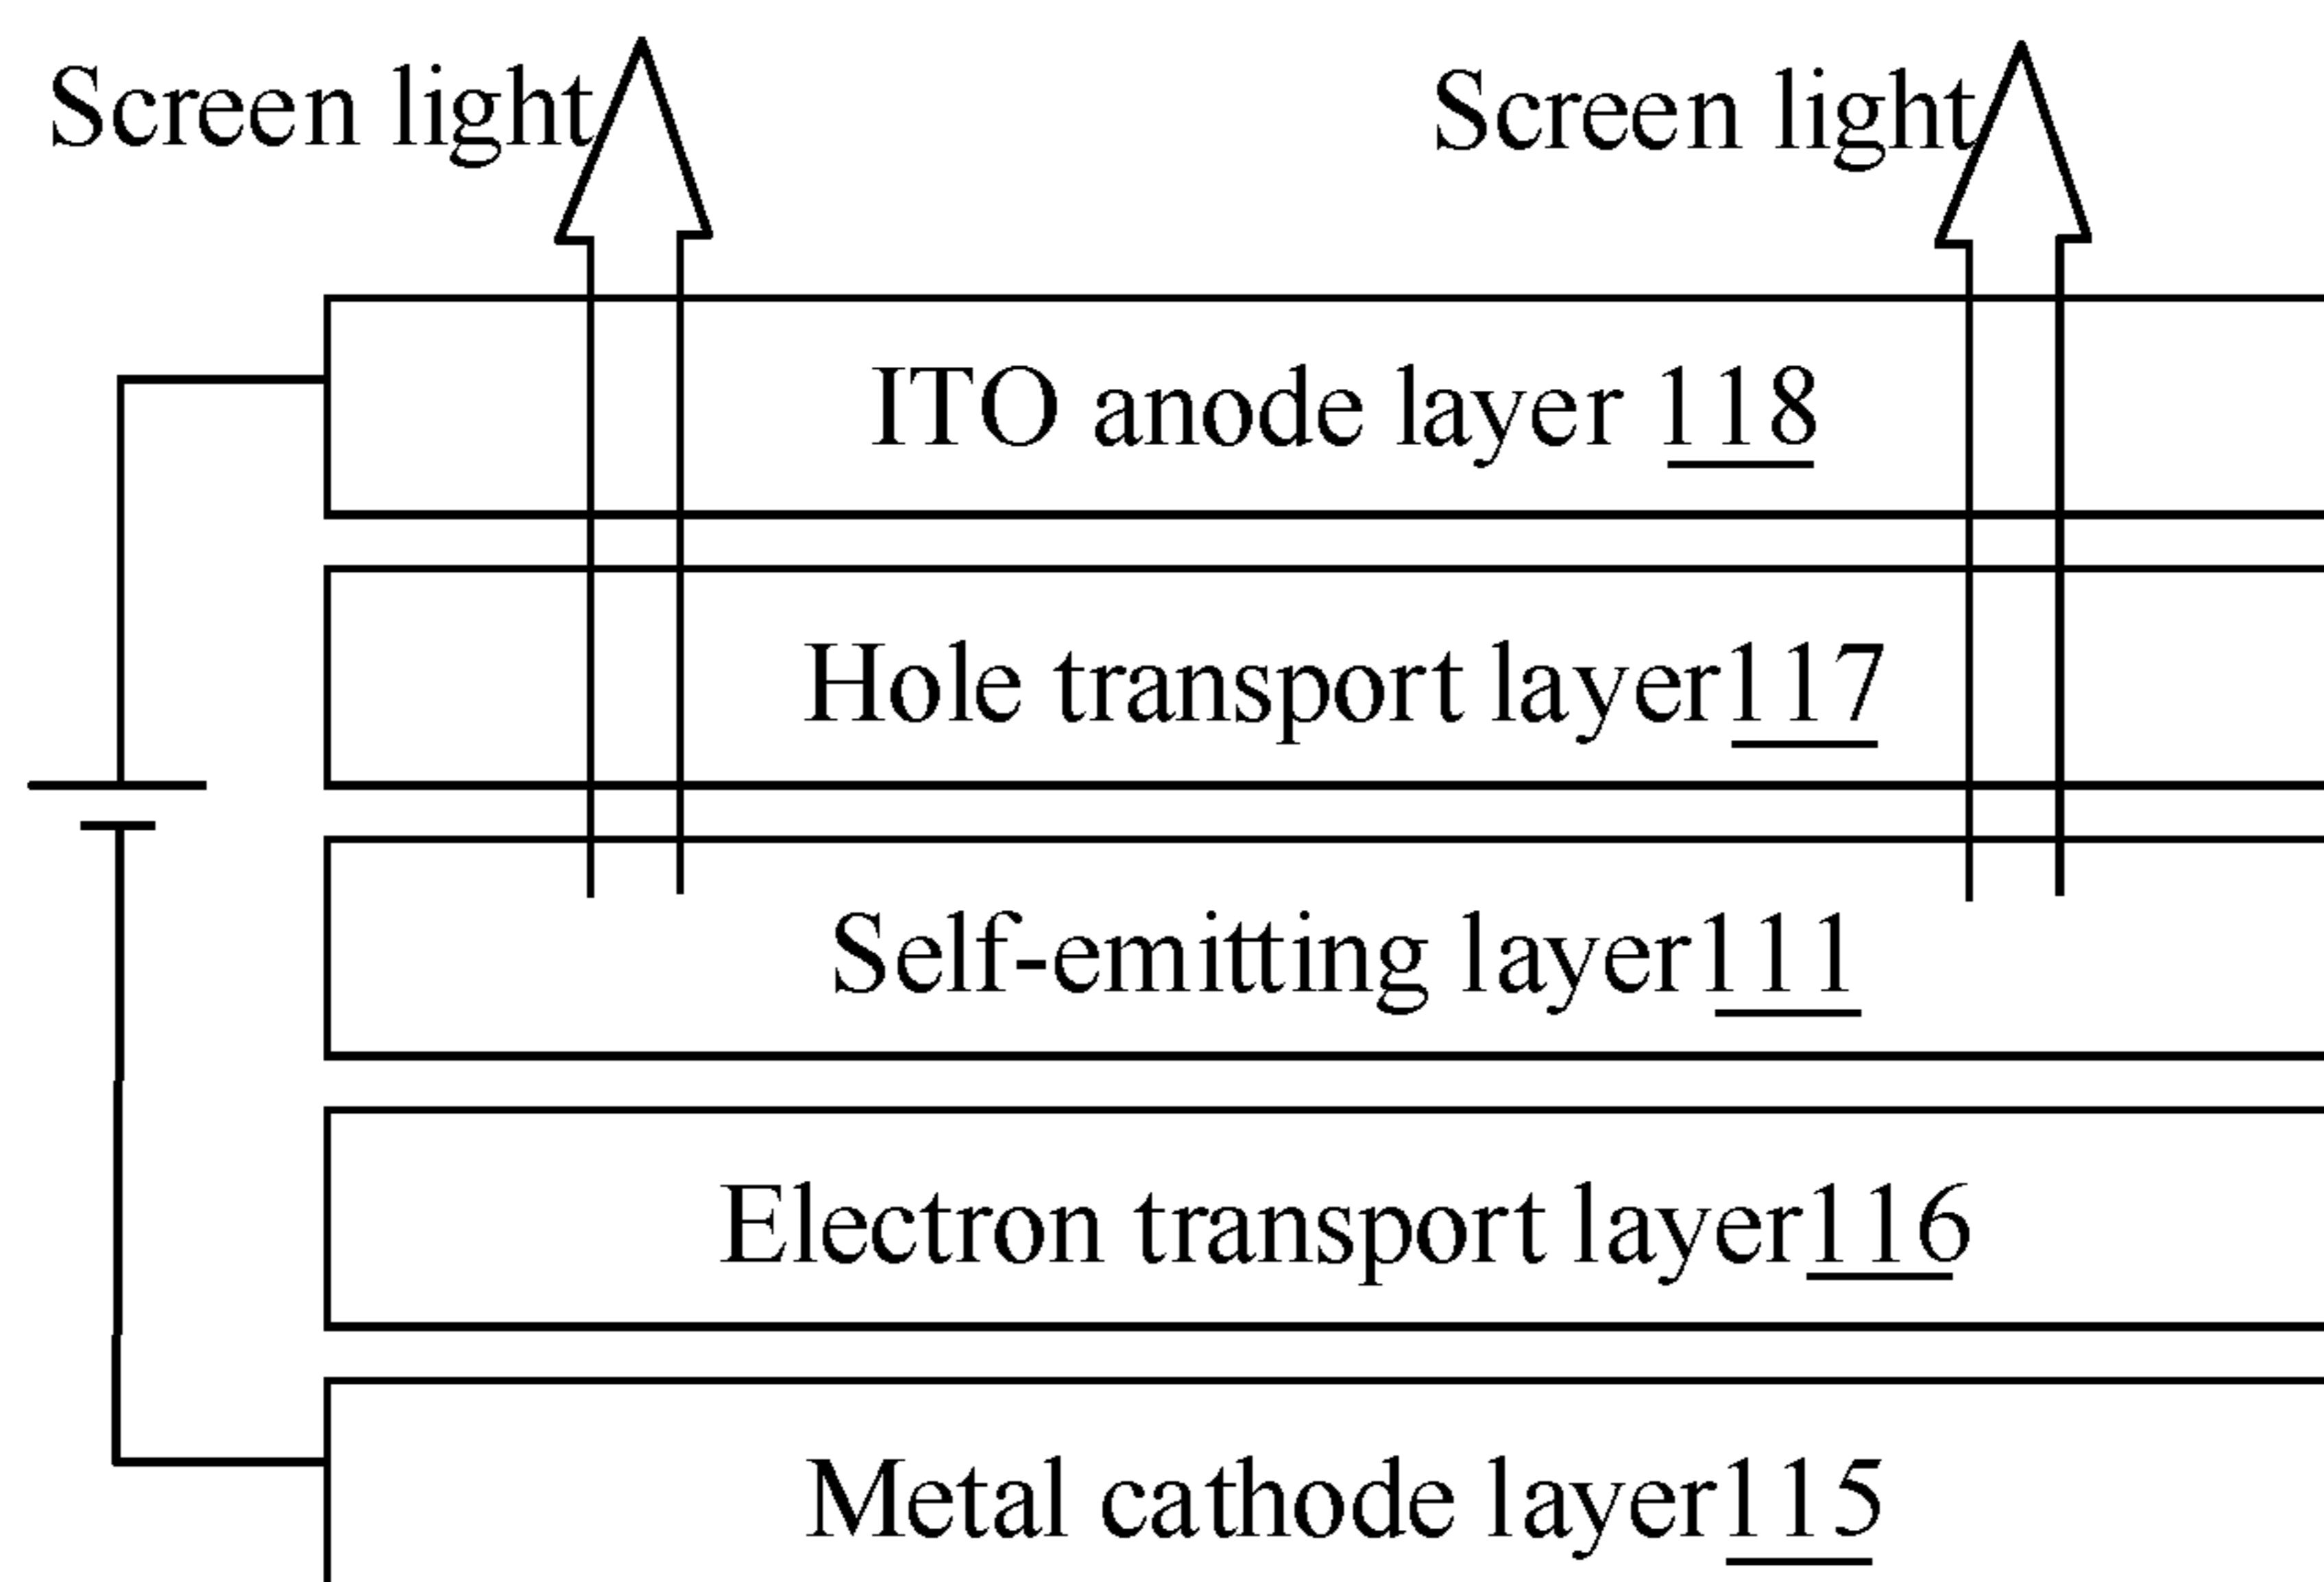 Screen light Screen light
ITO anode layer 118
Hole transport layer117
Self-emitting layer111
Electron transport layer116
Metal cathode layer115